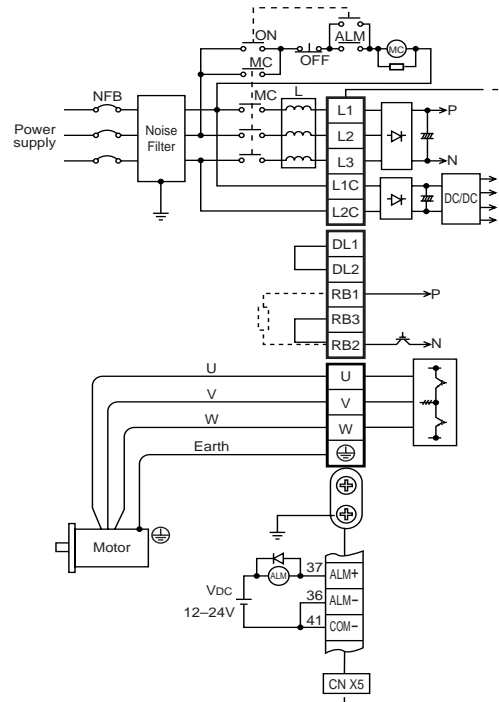 ON
ALM
MC
OFF
MC
MC
L
NFB
Power
supply
Noise
Filter
L1
P
L2
L3
N
L1C
L2C
DC/DC
DL1
DL2
RB1
P
RB3
RB2
N
U
U
V
V
W
W
Earth
Motor
VDC
12–24V
ALM
37
ALM+
36
ALM−
41
COM−
CN X5